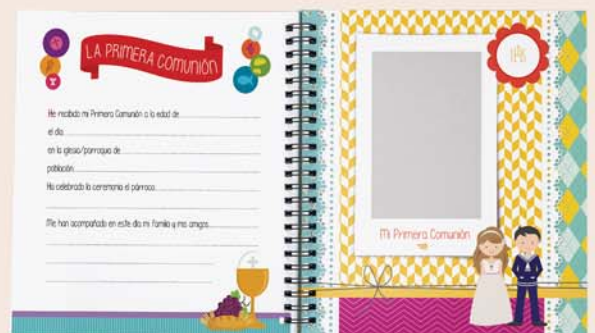 LA PRIMERA COMUNIÓN
He recibido mi Primera Comunión a la edad de
el día
en la iglesia/parroquia de
población
Ha celebrado la ceremonia el párroco
Me han acompañado en este día mi familia y mis amigos
Mi Primera Comunión